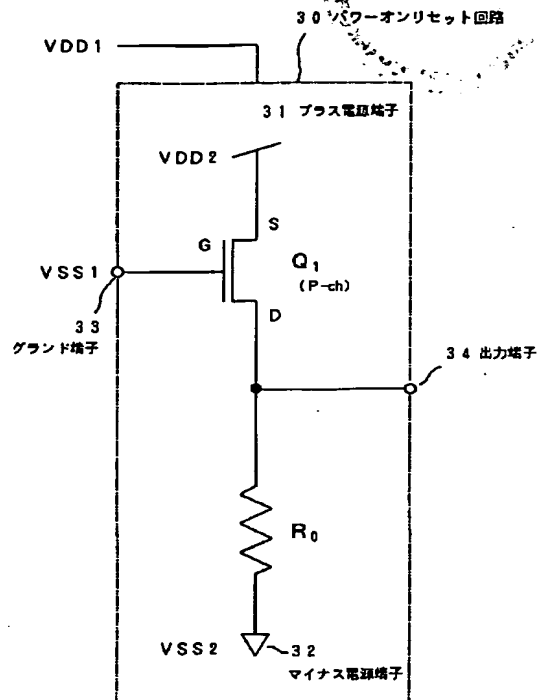 30 パワーオンリセット回路
VDD1
31 プラス電源端子
VDD2
S
G
Q1
(P-ch)
VSS1
D
33
グランド端子
34 出力端子
R0
VSS2
32
マイナス電源端子